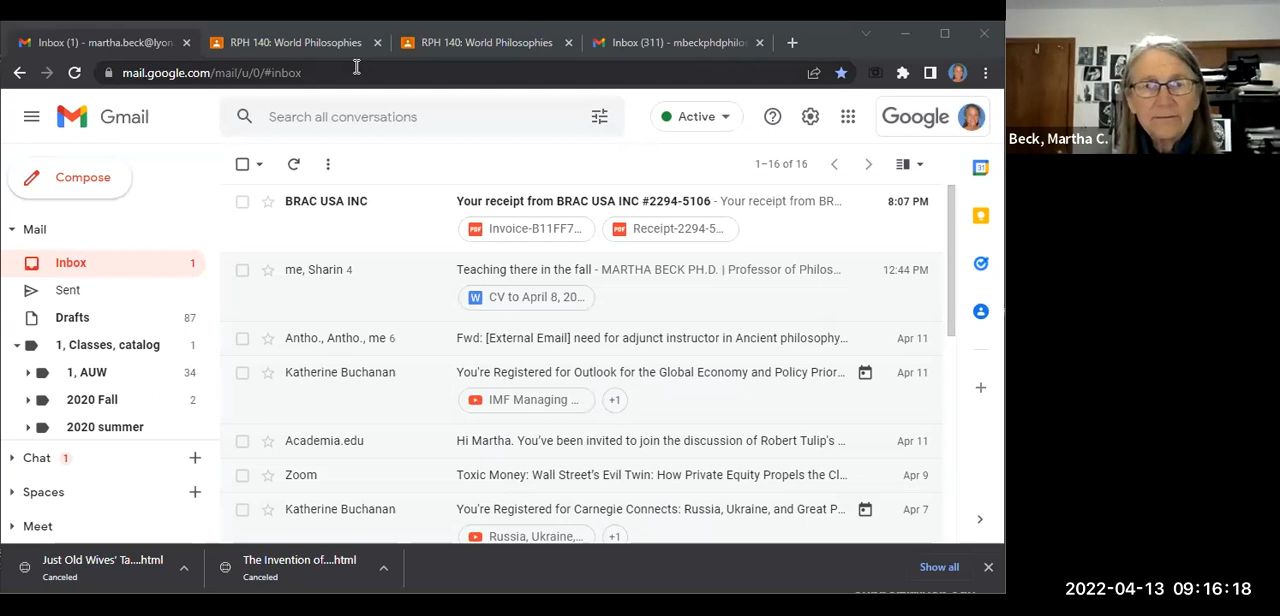 Inbox (1) - martha.beck@lyon
RPH 140: World Philosophies
RPH 140: World Philosophies
Inbox (311) - mbeckphdphilos
mail.google.com/mail/u/0/#inbox
Gmail
Search all conversations
Active
Google
Beck, Martha C.
Compose
1–16 of 16
Mail
BRAC USA INC
Your receipt from BRAC USA INC #2294-5106 - Your receipt from BR...
8:07 PM
PDF Invoice-B11FF7...
PDF Receipt-2294-5...
Inbox 1
me, Sharin 4
Teaching there in the fall - MARTHA BECK PH.D. | Professor of Philos...
12:44 PM
Sent
W CV to April 8, 20...
Drafts 87
Antho., Antho., me 6
Fwd: [External Email] need for adjunct instructor in Ancient philosophy...
Apr 11
1, Classes, catalog 1
1, AUW 34
Katherine Buchanan
You're Registered for Outlook for the Global Economy and Policy Prior...
Apr 11
2020 Fall 2
IMF Managing ...
+1
2020 summer
Academia.edu
Hi Martha. You've been invited to join the discussion of Robert Tulip's ...
Apr 11
Chat 1
Zoom
Toxic Money: Wall Street's Evil Twin: How Private Equity Propels the Cl...
Apr 9
Spaces
Katherine Buchanan
You're Registered for Carnegie Connects: Russia, Ukraine, and Great P...
Apr 7
Meet
Russia, Ukraine,...
+1
31
Just Old Wives' Ta....html
Canceled
The Invention of....html
Canceled
Show all
2022-04-13 09:16:18